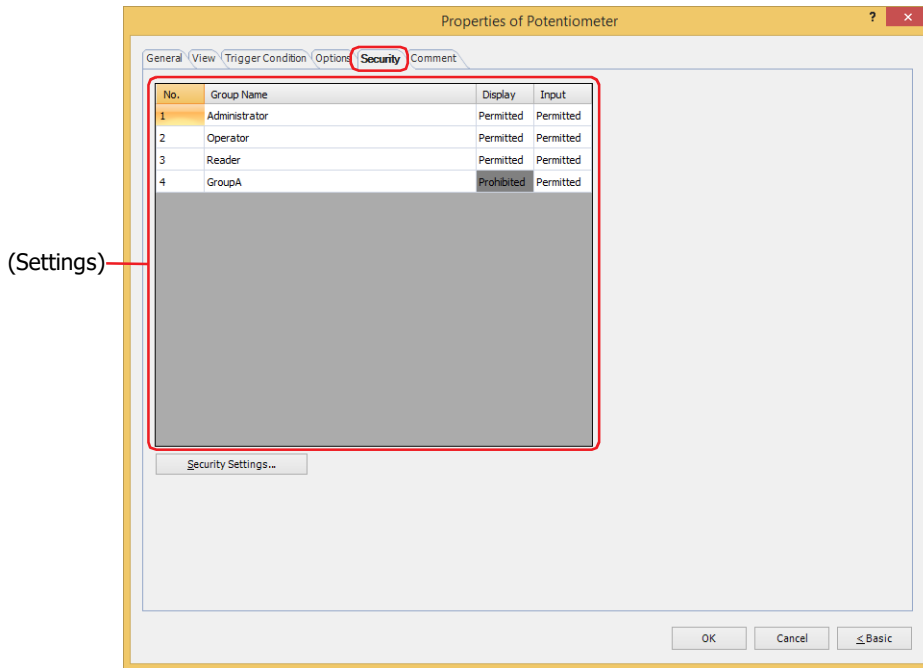 Properties of Potentiometer ? ×
General View Trigger Condition Options Security Comment
No. Group Name Display Input
1 Administrator Permitted Permitted
2 Operator Permitted Permitted
3 Reader Permitted Permitted
4 GroupA Prohibited Permitted
(Settings)
Security Settings...
OK Cancel < Basic